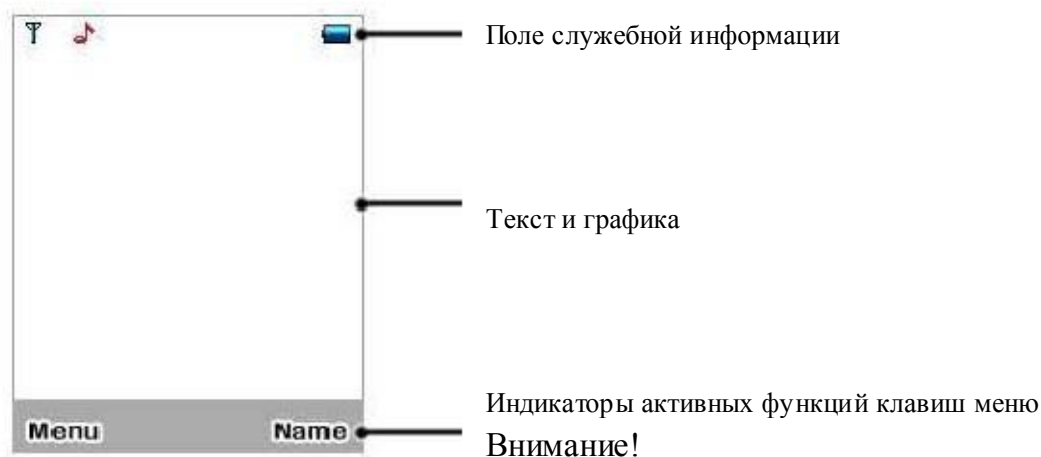 Поле служебной информации
Текст и графика
Индикаторы активных функций клавиш меню
Menu Name
Внимание!